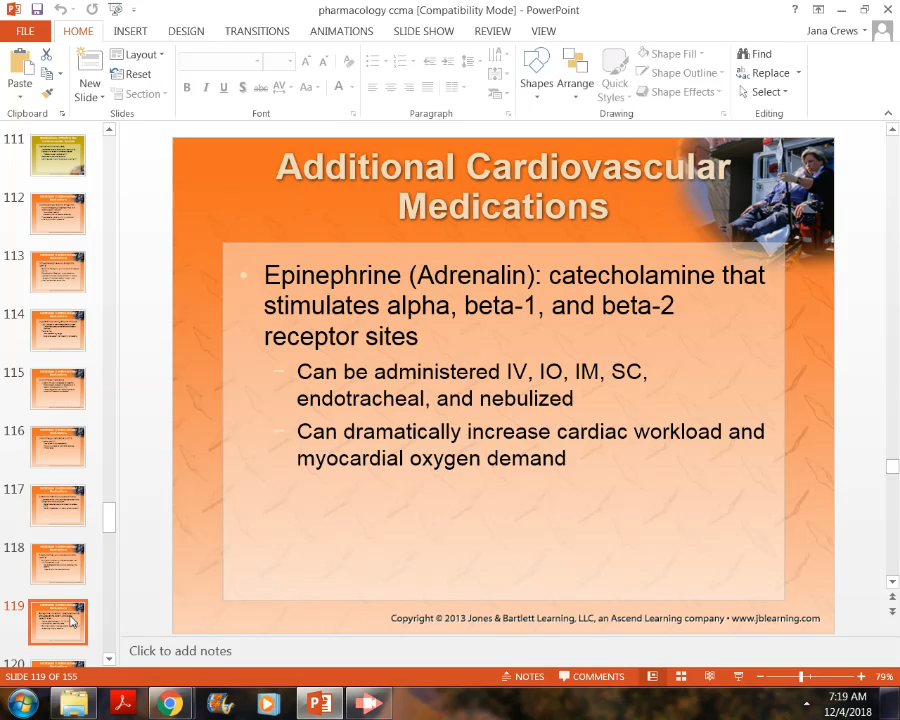 pharmacology ccma [Compatibility Mode] - PowerPoint
?
FILE
HOME
INSERT
DESIGN
TRANSITIONS
ANIMATIONS
SLIDE SHOW
REVIEW
VIEW
Jana Crews
Paste
New
Slide
Layout
Reset
Section
B I U S abc AV Aa A
Shapes
Arrange
Quick
Styles
Shape Fill
Shape Outline
Shape Effects
Find
Replace
Select
Clipboard
Slides
Font
Paragraph
Drawing
Editing
111
112
113
114
115
116
117
118
119
120
Additional Cardiovascular
Medications
• Epinephrine (Adrenalin): catecholamine that
stimulates alpha, beta-1, and beta-2
receptor sites
– Can be administered IV, IO, IM, SC,
endotracheal, and nebulized
– Can dramatically increase cardiac workload and
myocardial oxygen demand
Copyright © 2013 Jones & Bartlett Learning, LLC, an Ascend Learning company • www.jblearning.com
Click to add notes
SLIDE 119 OF 155
NOTES
COMMENTS
79%
7:19 AM
12/4/2018